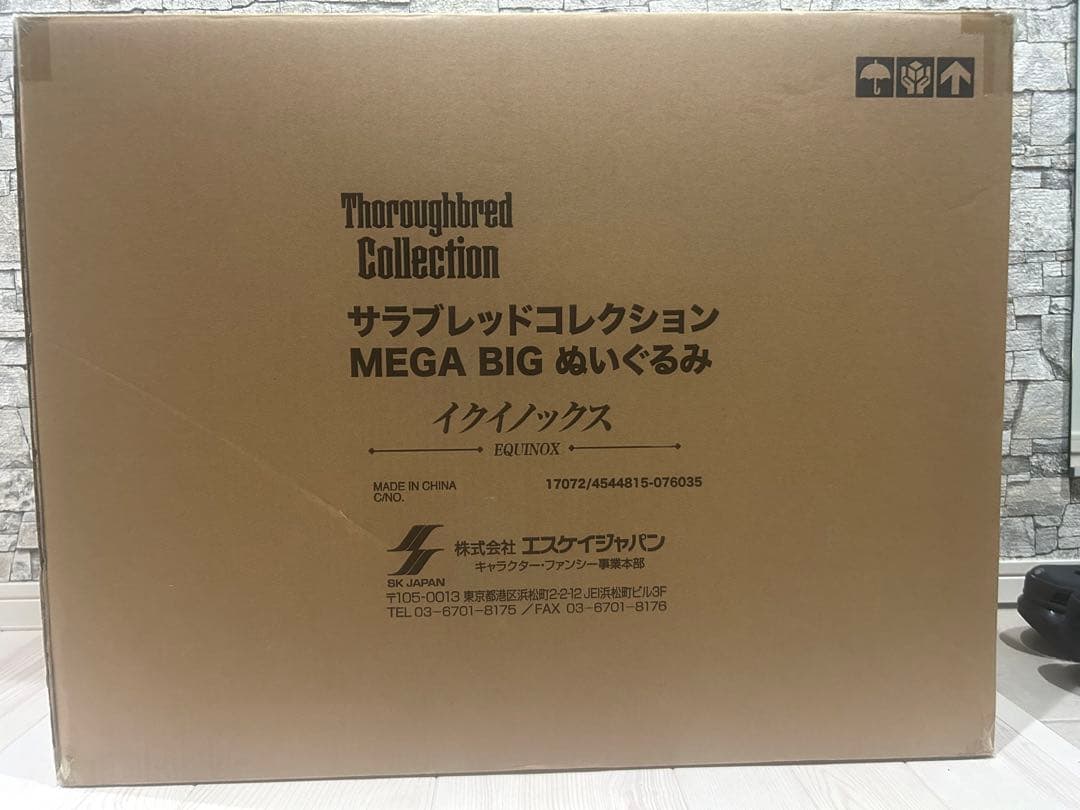 Thoroughbred
Collection
サラブレッドコレクション
MEGA BIG ぬいぐるみ
イクイノックス
EQUINOX
MADE IN CHINA
C/NO.
17072/4544815-076035
SK JAPAN
株式会社 エスケイジャパン
キャラクター・ファンシー事業本部
〒105-0013 東京都港区浜松町2-2-12 JEI浜松町ビル3F
TEL 03-6701-8175 ／FAX 03-6701-8176